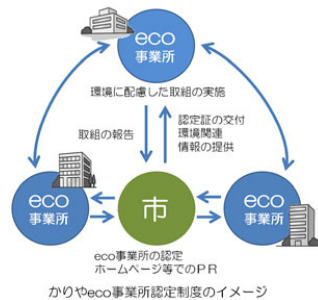 eco
事業所
環境に配慮した取組の実施
取組の報告
認定証の交付
環境関連
情報の提供
eco
事業所
市
eco
事業所
eco事業所の認定
ホームページ等でのPR
かりやeco事業所認定制度のイメージ